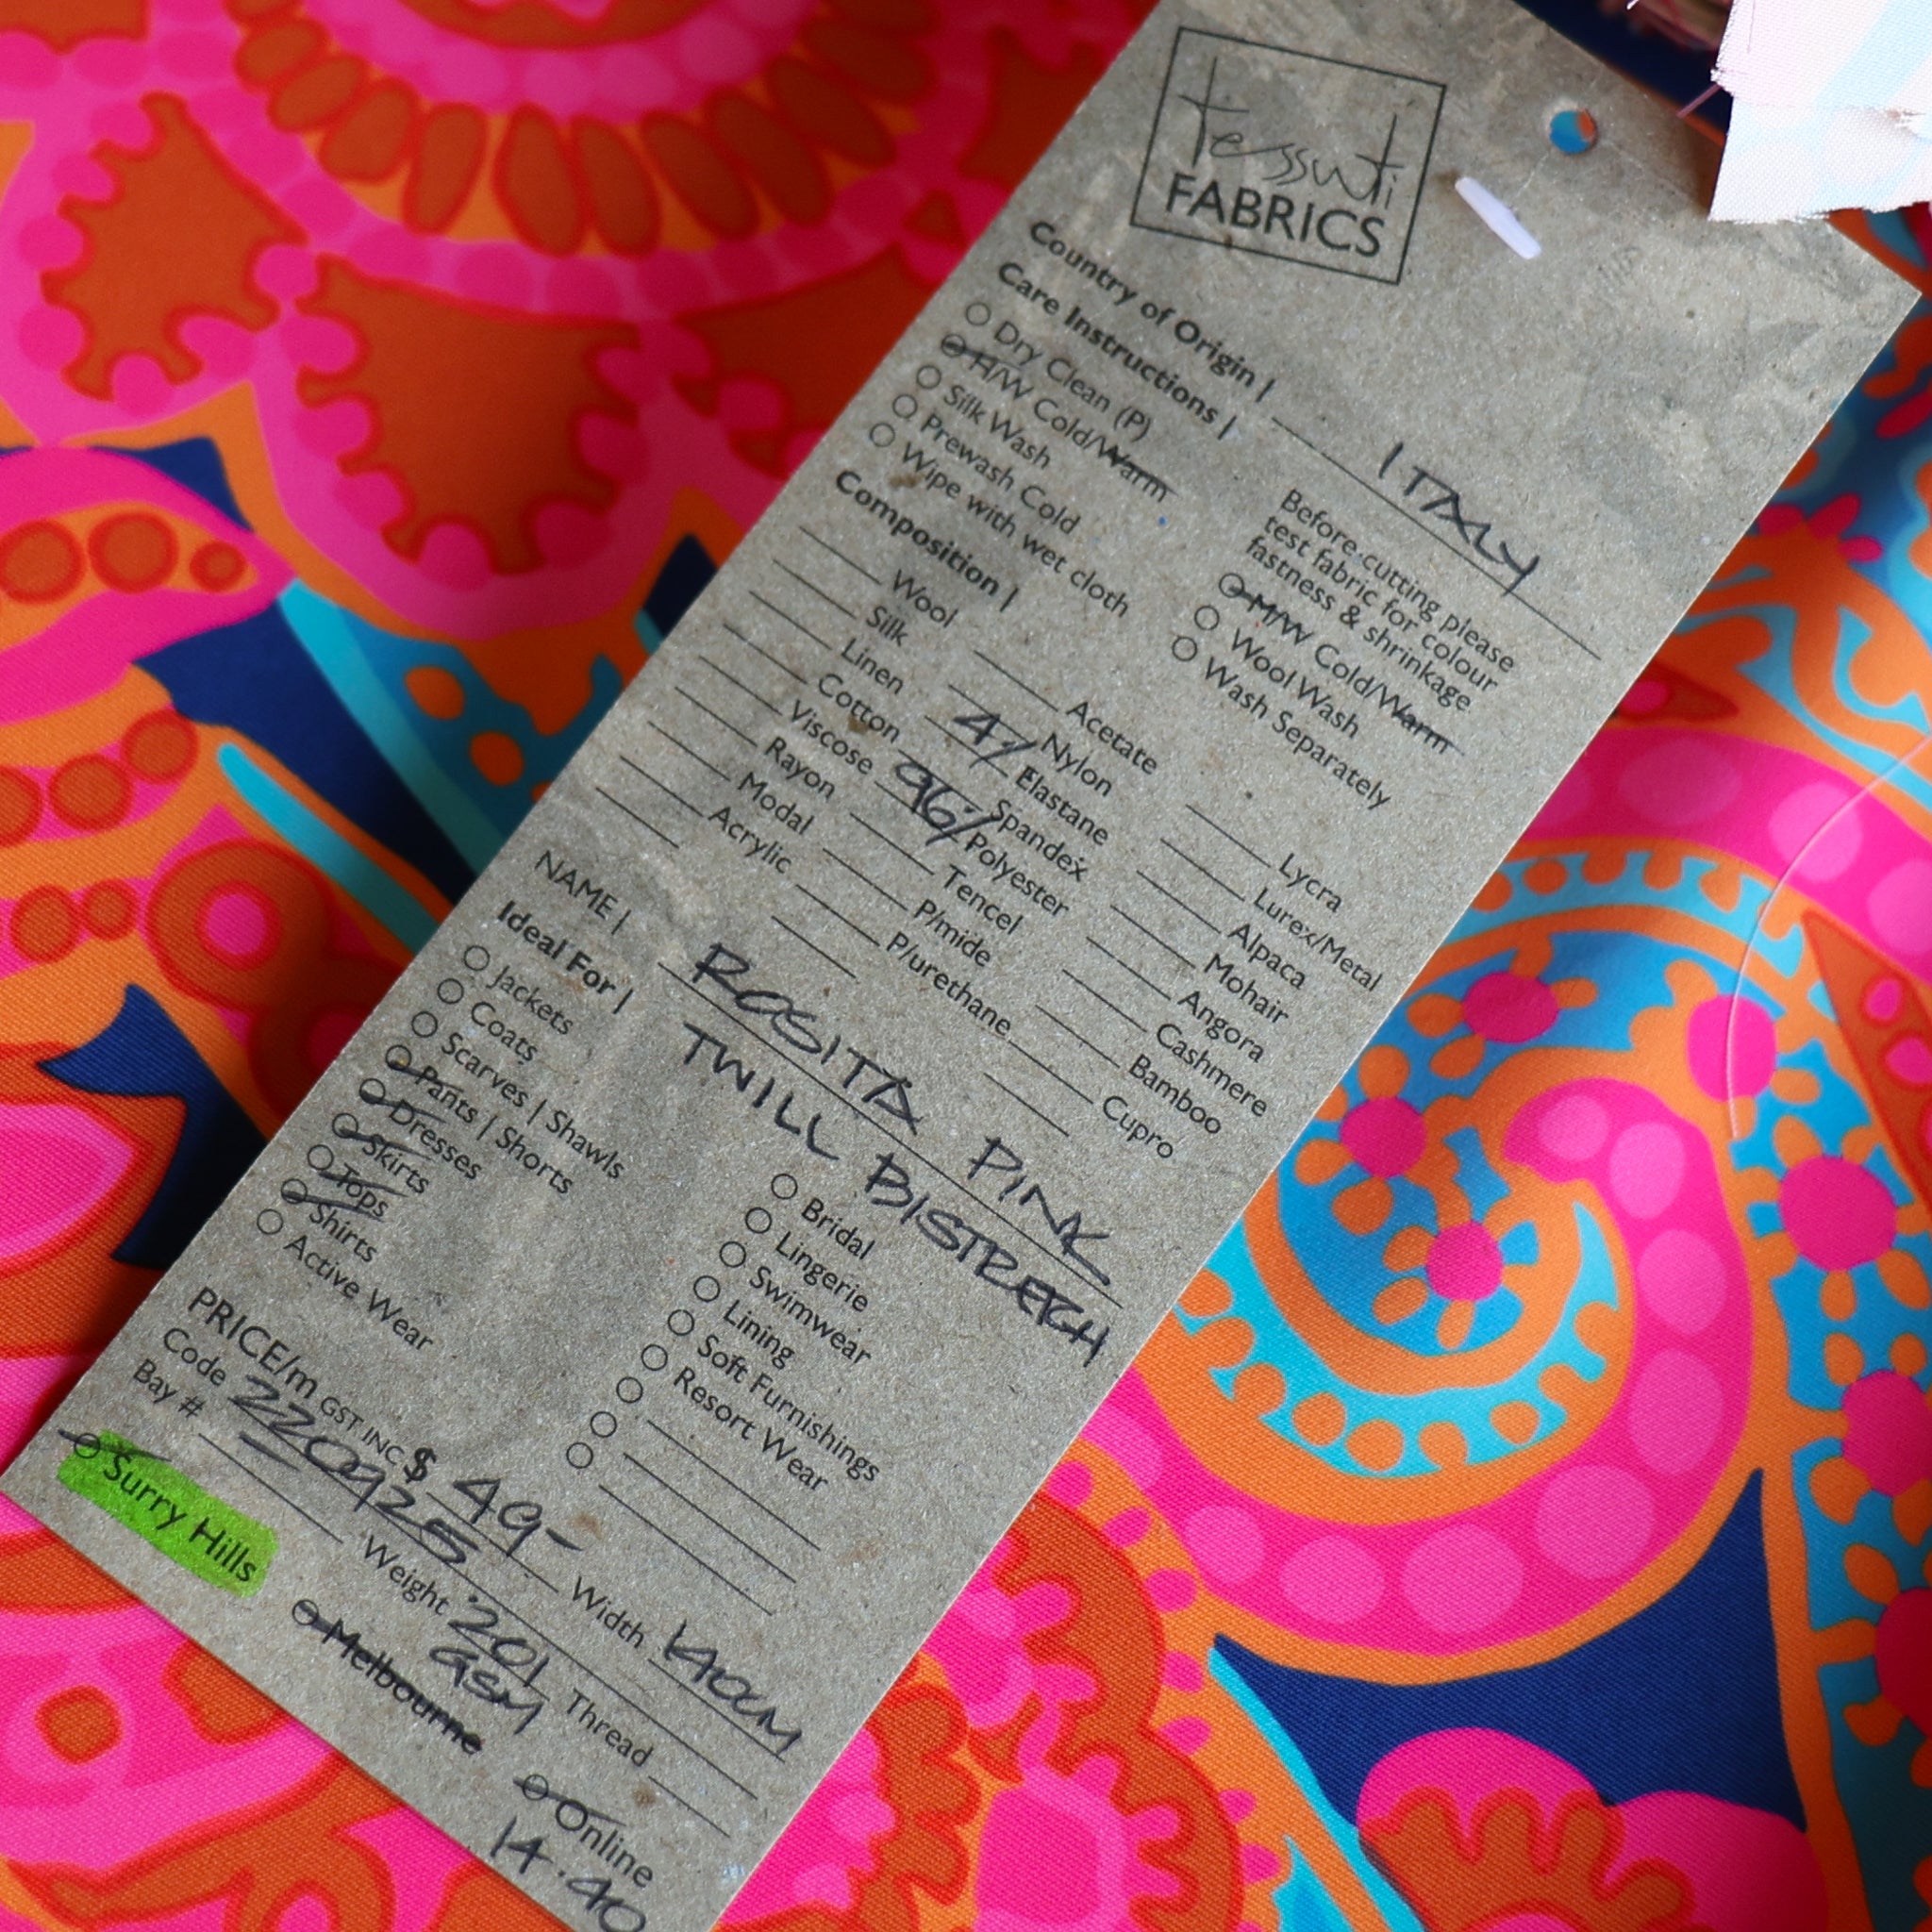 tessuti
FABRICS
Country of Origin | ITALY
Care Instructions |
Dry Clean (P)
H/W Cold/Warm
Silk Wash
Prewash Cold
Wipe with wet cloth
Before cutting please
test fabric for colour
fastness & shrinkage
M/W Cold/Warm
Wool Wash
Wash Separately
Composition |
Wool
Silk
Linen
Cotton
Viscose
Rayon
Modal
Acrylic
Acetate
Nylon
4% Elastane
Spandex
96% Polyester
Tencel
P/mide
P/urethane
Lycra
Lurex/Metal
Alpaca
Mohair
Angora
Cashmere
Bamboo
Cupro
NAME | ROSITA PINK
TWILL BISTRETCH
Ideal For |
Jackets
Coats
Scarves | Shawls
Pants | Shorts
Dresses
Skirts
Tops
Shirts
Active Wear
Bridal
Lingerie
Swimwear
Lining
Soft Furnishings
Resort Wear
PRICE/m GST INC $ 49-
Code 220925 Width 140CM
Bay # Weight 201 GSM Thread
Surry Hills Melbourne Online
14.40